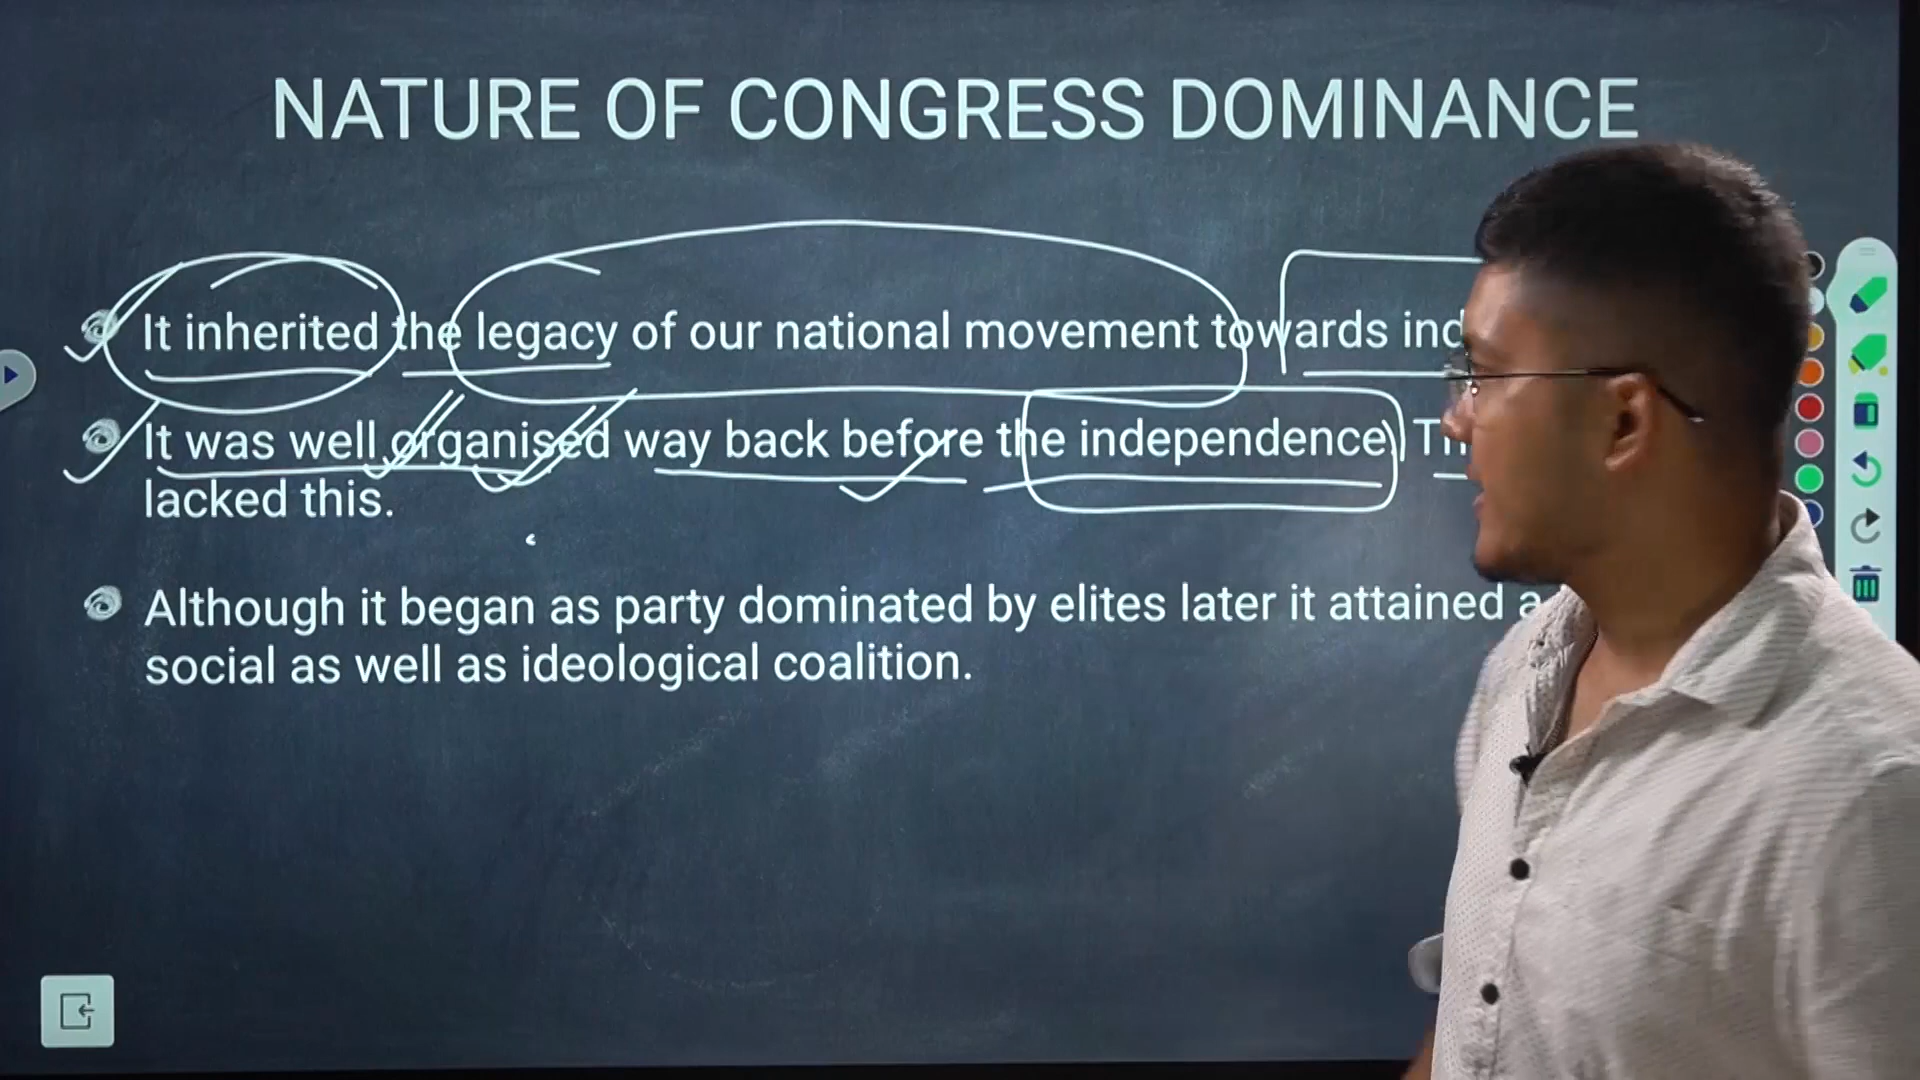 NATURE OF CONGRESS DOMINANCE
It inherited the legacy of our national movement towards
It was well organised way back before the independence.
lacked this.
Although it began as party dominated by elites later it attained
social as well as ideological coalition.